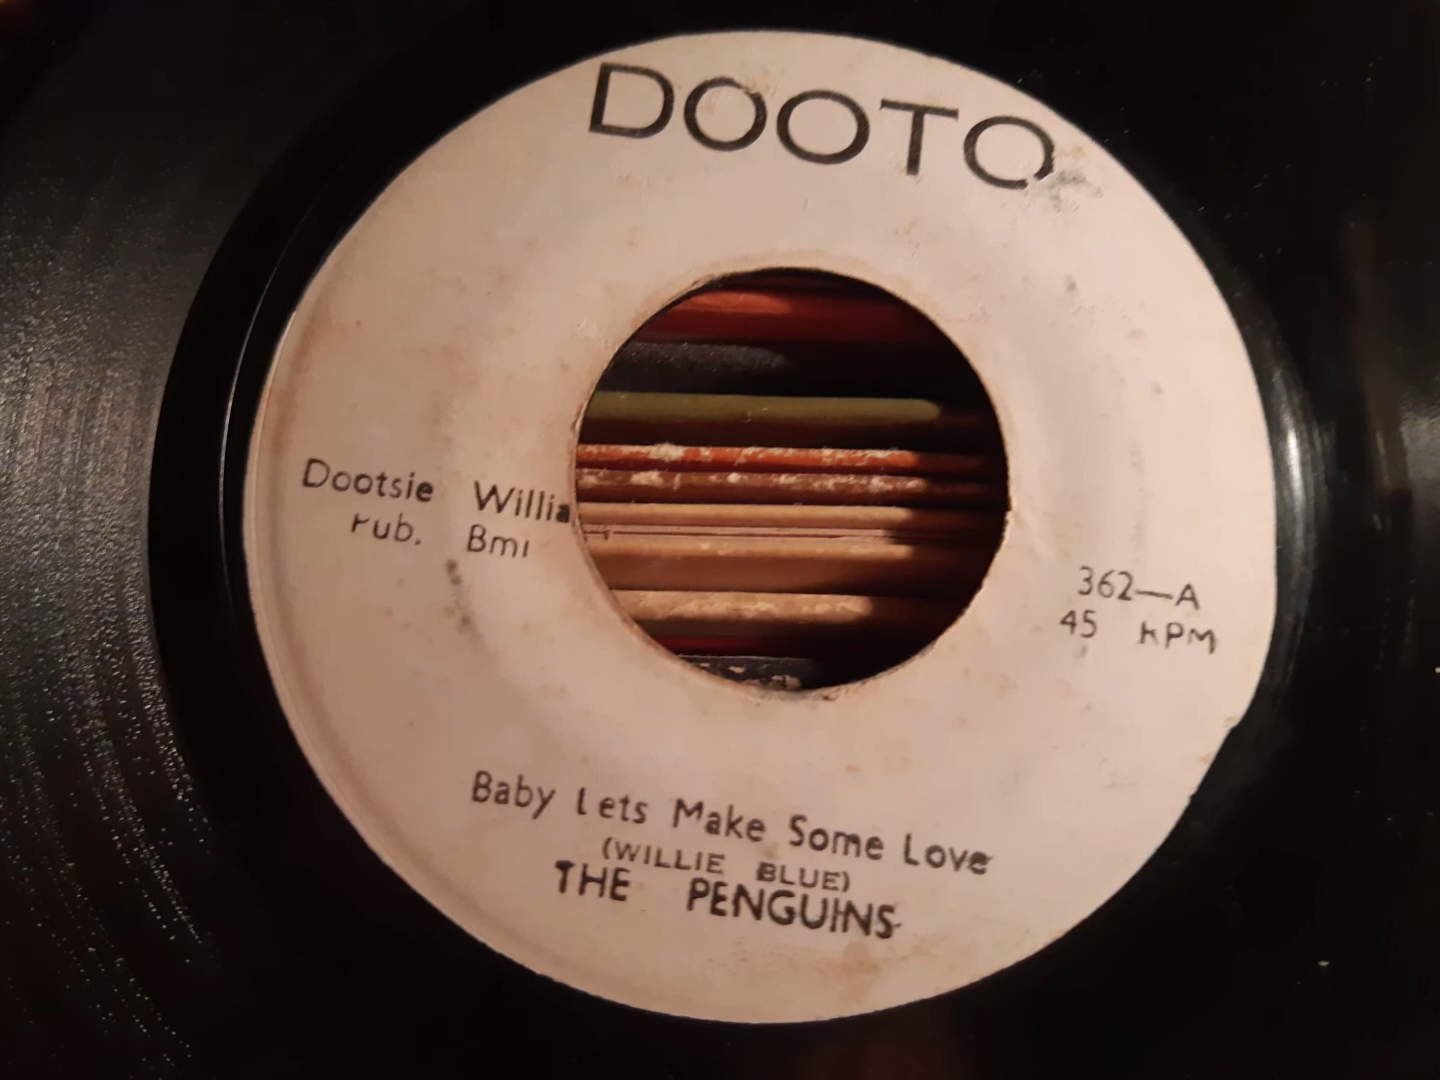 DOOTO
Dootsie Willia
Pub. Bmi
362—A
45 RPM
Baby Lets Make Some Love
(WILLIE BLUE)
THE PENGUINS